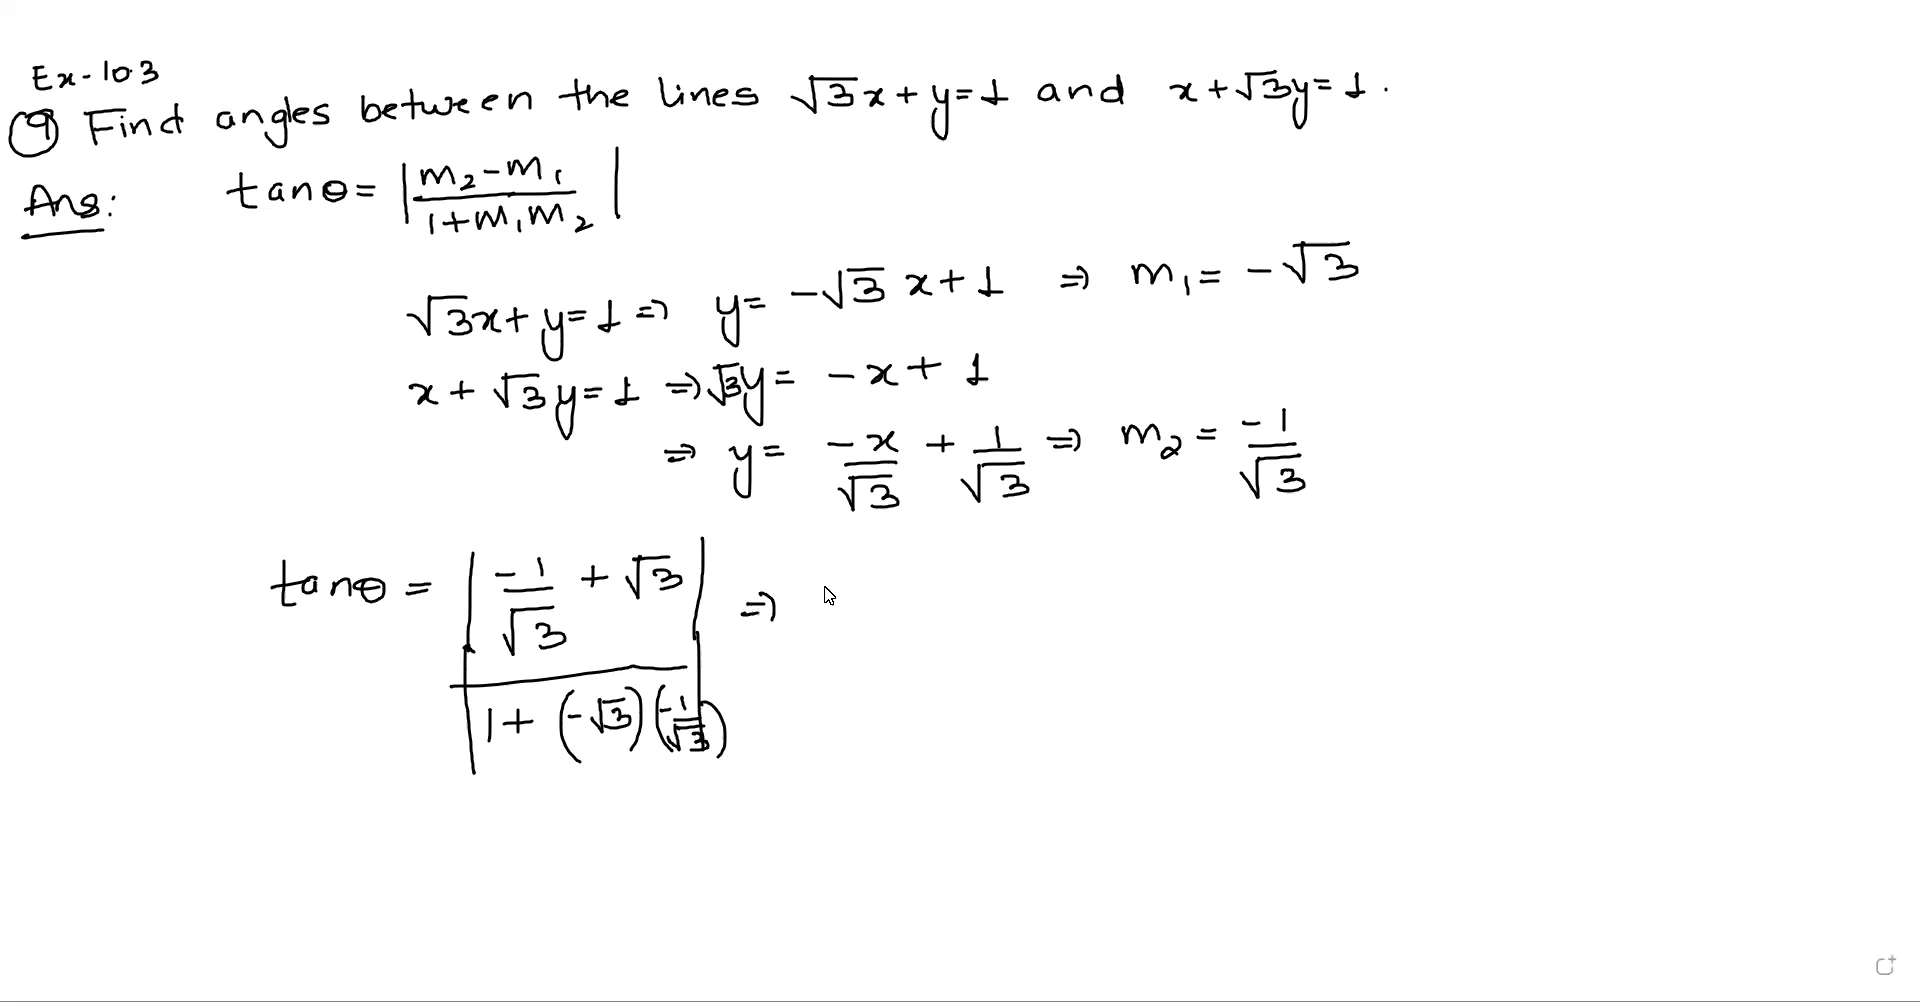 Ex-10.3
(9) Find angles between the lines √3x + y = 1 and x + √3y = 1.
Ans: tanθ = |(m₂ - m₁)/(1 + m₁m₂)|
√3x + y = 1 ⇒ y = -√3 x + 1 ⇒ m₁ = -√3
x + √3y = 1 ⇒ √3y = -x + 1
⇒ y = -x/√3 + 1/√3 ⇒ m₂ = -1/√3
tanθ = |(-1/√3 + √3)/(1 + (-√3)(-1/√3))| ⇒